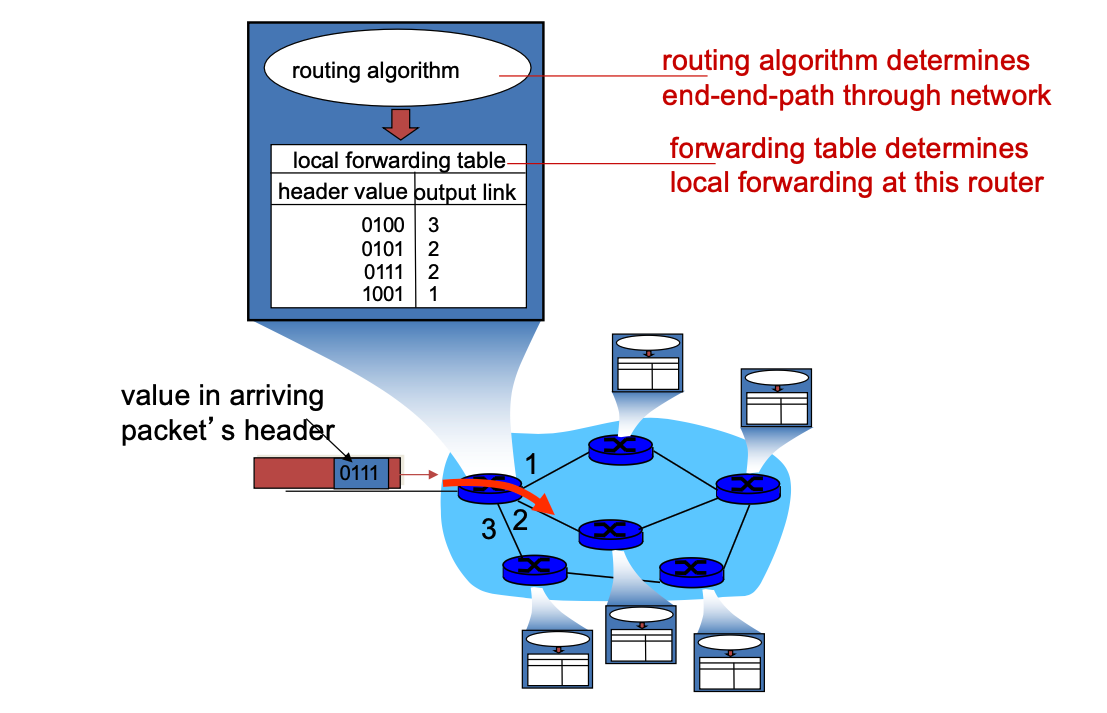 routing algorithm
routing algorithm determines
end-end-path through network
local forwarding table
forwarding table determines
local forwarding at this router
header value output link
0100 3
0101 2
0111 2
1001 1
value in arriving
packet’s header
0111
1
2
3